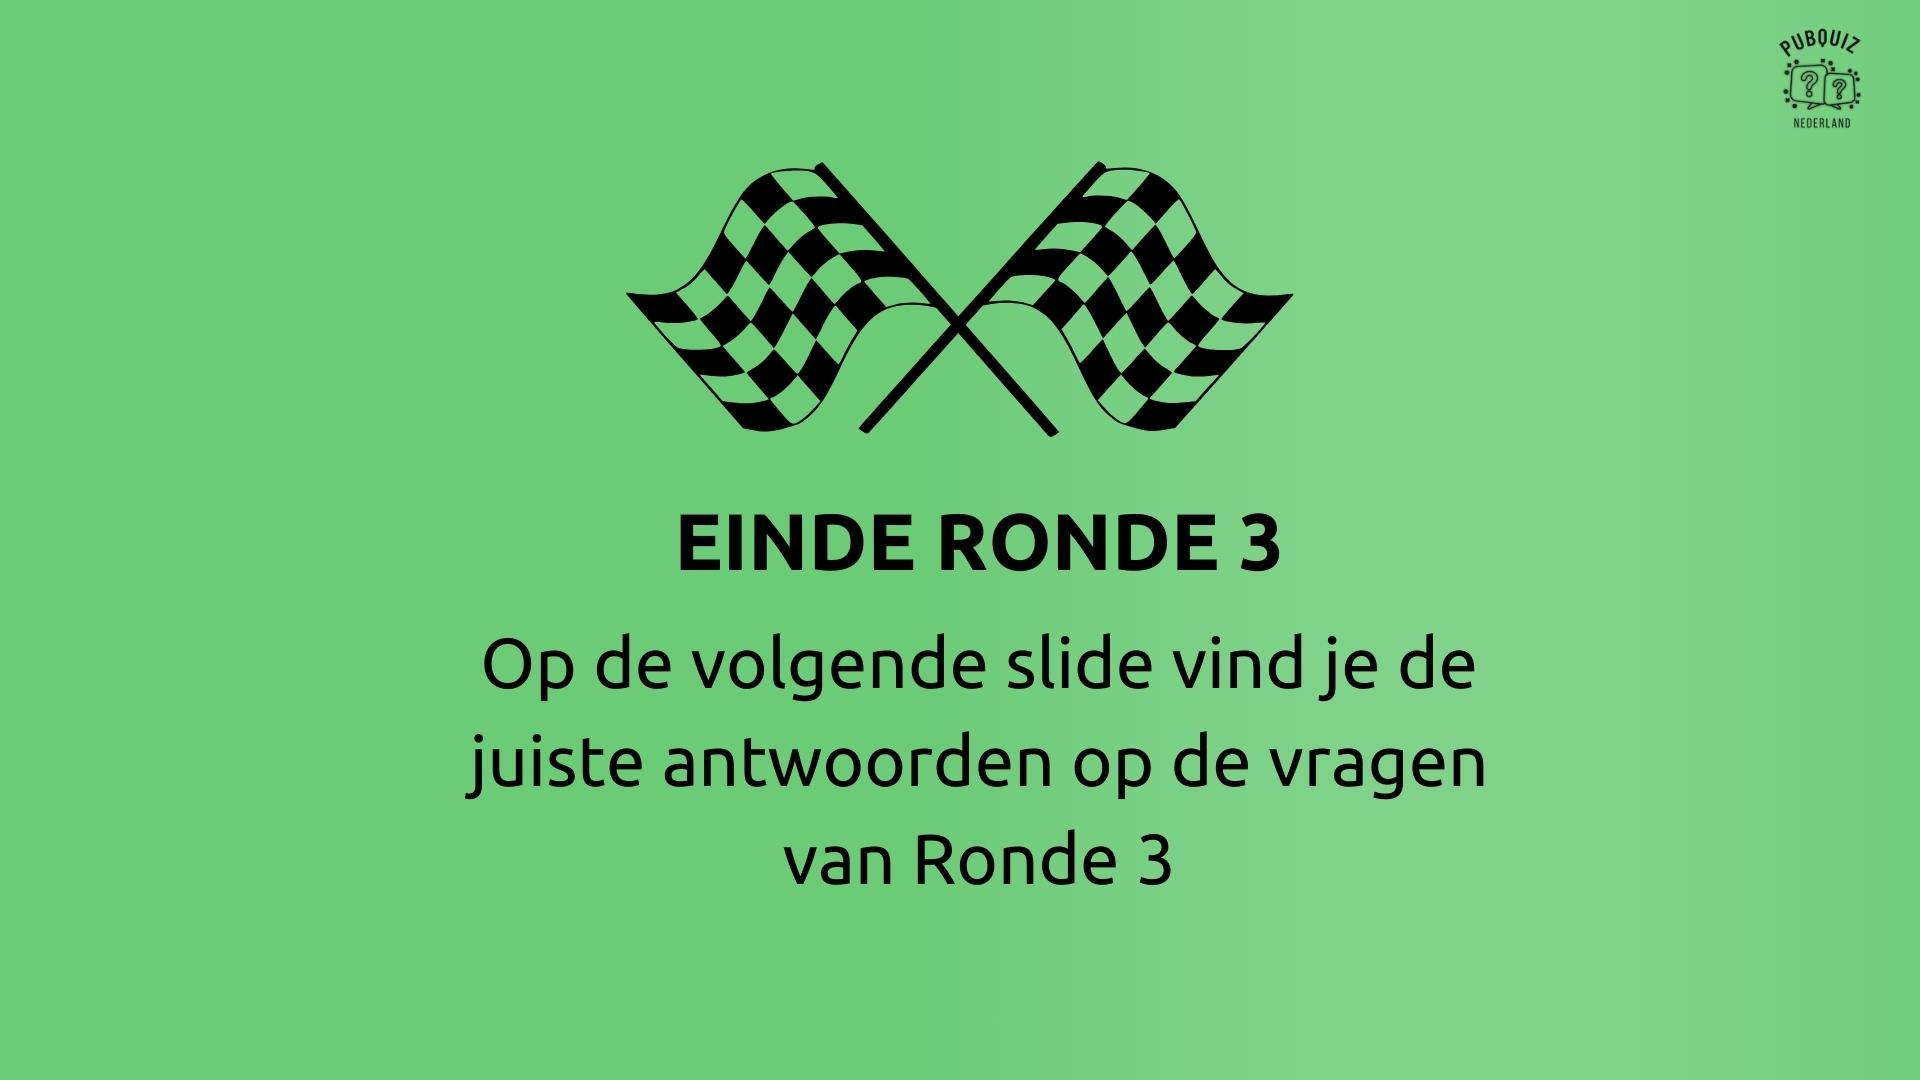 PUBQUIZ
? ?
NEDERLAND
EINDE RONDE 3
Op de volgende slide vind je de
juiste antwoorden op de vragen
van Ronde 3